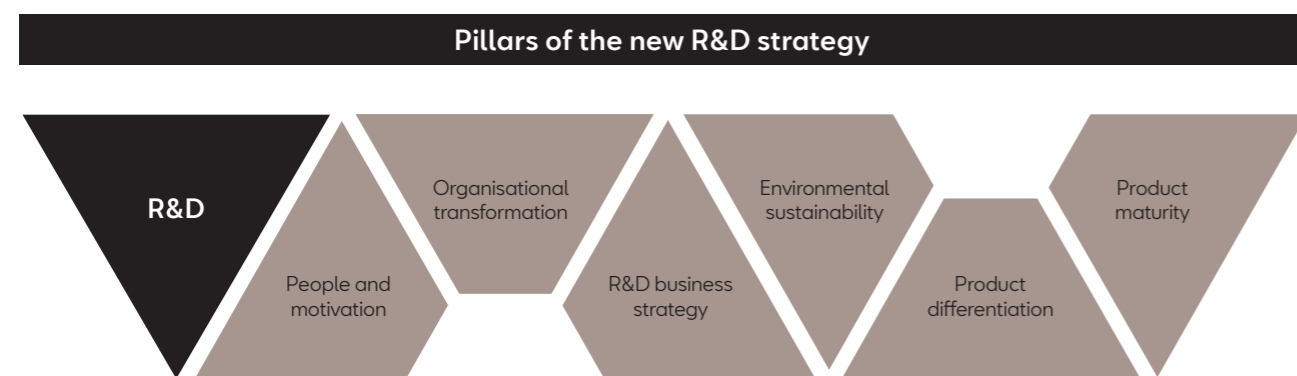 Pillars of the new R&D strategy
R&D
People and
motivation
Organisational
transformation
R&D business
strategy
Environmental
sustainability
Product
differentiation
Product
maturity